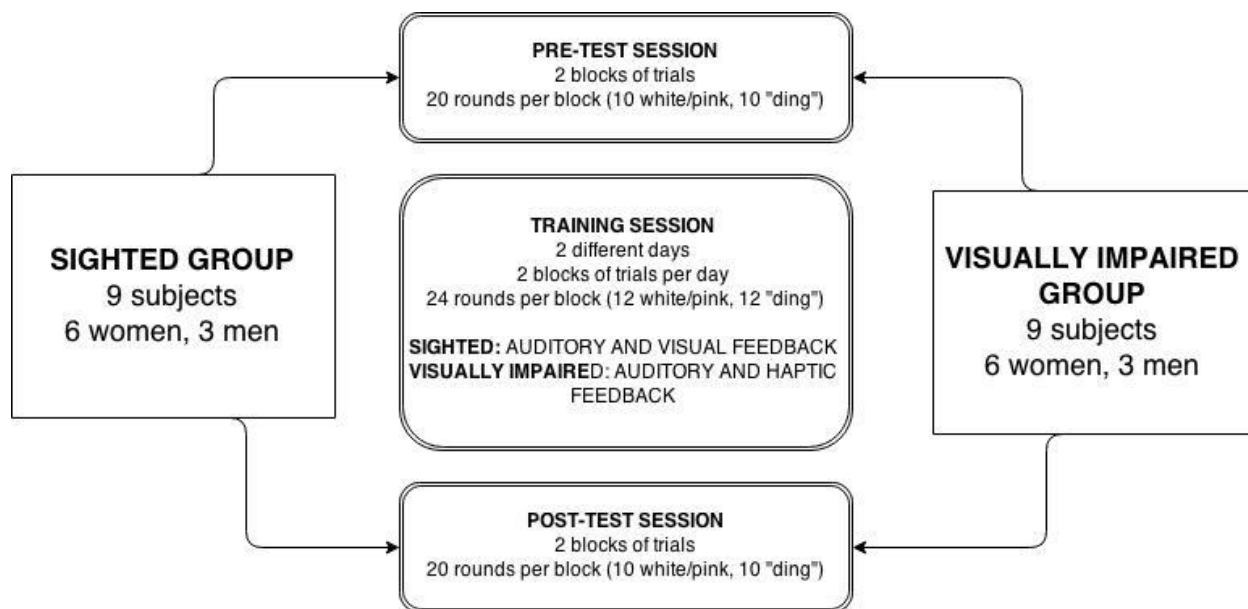 PRE-TEST SESSION
2 blocks of trials
20 rounds per block (10 white/pink, 10 "ding")
SIGHTED GROUP
9 subjects
6 women, 3 men
TRAINING SESSION
2 different days
2 blocks of trials per day
24 rounds per block (12 white/pink, 12 "ding")
SIGHTED: AUDITORY AND VISUAL FEEDBACK
VISUALLY IMPAIRED: AUDITORY AND HAPTIC
FEEDBACK
VISUALLY IMPAIRED
GROUP
9 subjects
6 women, 3 men
POST-TEST SESSION
2 blocks of trials
20 rounds per block (10 white/pink, 10 "ding")